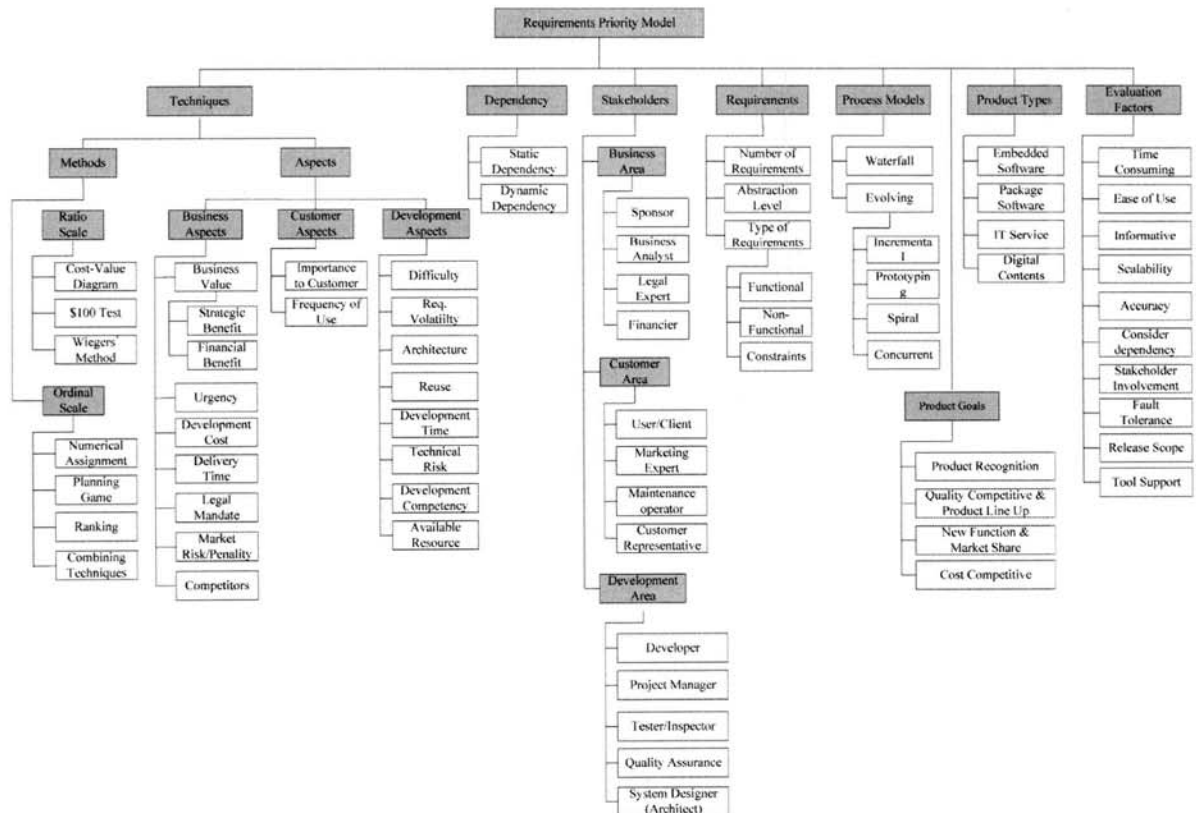 Requirements Priority Model
Techniques
Dependency
Stakeholders
Requirements
Process Models
Product Types
Evaluation
Factors
Methods
Aspects
Ratio
Scale
Cost-Value
Diagram
$100 Test
Wiegers'
Method
Ordinal
Scale
Numerical
Assignment
Planning
Game
Ranking
Combining
Techniques
Business
Aspects
Business
Value
Strategic
Benefit
Financial
Benefit
Urgency
Development
Cost
Delivery
Time
Legal
Mandate
Market
Risk/Penality
Competitors
Customer
Aspects
Importance
to Customer
Frequency of
Use
Development
Aspects
Difficulty
Req.
Volatiilty
Architecture
Reuse
Development
Time
Technical
Risk
Development
Competency
Available
Resource
Static
Dependency
Dynamic
Dependency
Business
Area
Sponsor
Business
Analyst
Legal
Expert
Financier
Customer
Area
User/Client
Marketing
Expert
Maintenance
operator
Customer
Representative
Development
Area
Developer
Project Manager
Tester/Inspector
Quality Assurance
System Designer
(Architect)
Number of
Requirements
Abstraction
Level
Type of
Requirements
Functional
Non-
Functional
Constraints
Waterfall
Evolving
Incrementa
l
Prototypin
g
Spiral
Concurrent
Product Goals
Product Recognition
Quality Competitive &
Product Line Up
New Function &
Market Share
Cost Competitive
Embedded
Software
Package
Software
IT Service
Digital
Contents
Time
Consuming
Ease of Use
Informative
Scalability
Accuracy
Consider
dependency
Stakeholder
Involvement
Fault
Tolerance
Release Scope
Tool Support